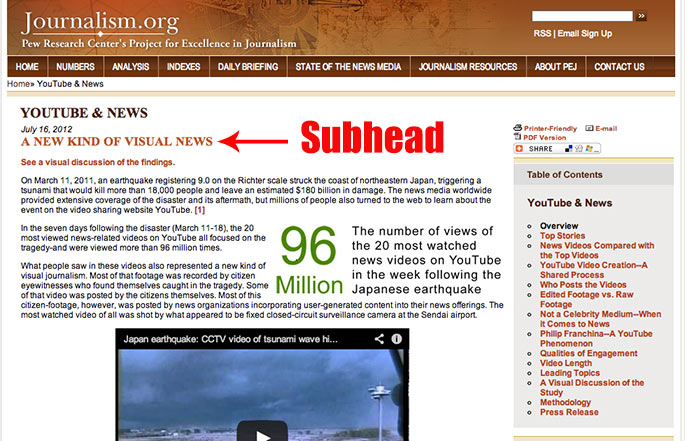 Journalism.org
Pew Research Center's Project for Excellence in Journalism
RSS | Email Sign Up
HOME NUMBERS ANALYSIS INDEXES DAILY BRIEFING STATE OF THE NEWS MEDIA JOURNALISM RESOURCES ABOUT PEJ CONTACT US
Home» YouTube & News
YOUTUBE & NEWS
July 16, 2012
A NEW KIND OF VISUAL NEWS
Subhead
See a visual discussion of the findings.
On March 11, 2011, an earthquake registering 9.0 on the Richter scale struck the coast of northeastern Japan, triggering a
tsunami that would kill more than 18,000 people and leave an estimated $180 billion in damage. The news media worldwide
provided extensive coverage of the disaster and its aftermath, but millions of people also turned to the web to learn about the
event on the video sharing website YouTube. [1]
In the seven days following the disaster (March 11-18), the 20
most viewed news-related videos on YouTube all focused on the
tragedy-and were viewed more than 96 million times.
What people saw in these videos also represented a new kind of
visual journalism. Most of that footage was recorded by citizen
eyewitnesses who found themselves caught in the tragedy. Some
of that video was posted by the citizens themselves. Most of this
citizen-footage, however, was posted by news organizations incorporating user-generated content into their news offerings. The
most watched video of all was shot by what appeared to be fixed closed-circuit surveillance camera at the Sendai airport.
96
Million
The number of views of
the 20 most watched
news videos on YouTube
in the week following the
Japanese earthquake
Japan earthquake: CCTV video of tsunami wave hi...
Printer-Friendly E-mail
PDF Version
SHARE
Table of Contents
YouTube & News
Overview
Top Stories
News Videos Compared with
the Top Videos
YouTube Video Creation--A
Shared Process
Who Posts the Videos
Edited Footage vs. Raw
Footage
Not a Celebrity Medium--When
it Comes to News
Philip Franchina--A YouTube
Phenomenon
Qualities of Engagement
Video Length
Leading Topics
A Visual Discussion of the
Study
Methodology
Press Release